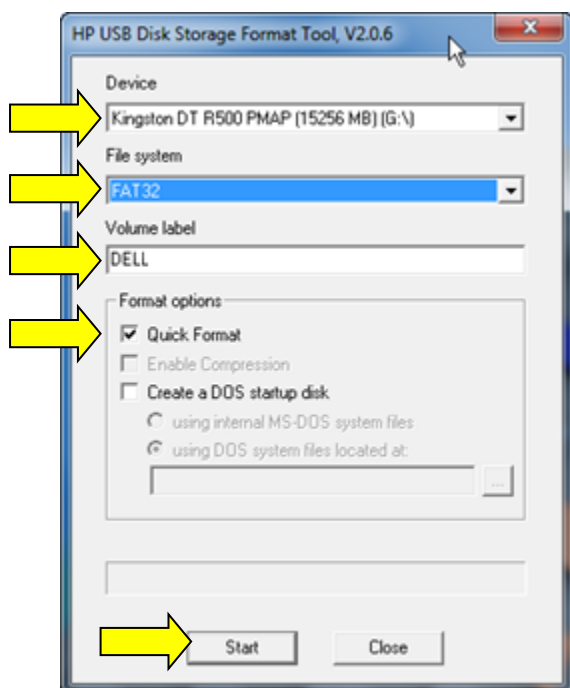 HP USB Disk Storage Format Tool, V2.0.6
Device
Kingston DT R500 PMAP (15256 MB) (G:\)
File system
FAT32
Volume label
DELL
Format options
Quick Format
Enable Compression
Create a DOS startup disk
using internal MS-DOS system files
using DOS system files located at:
...
Start Close